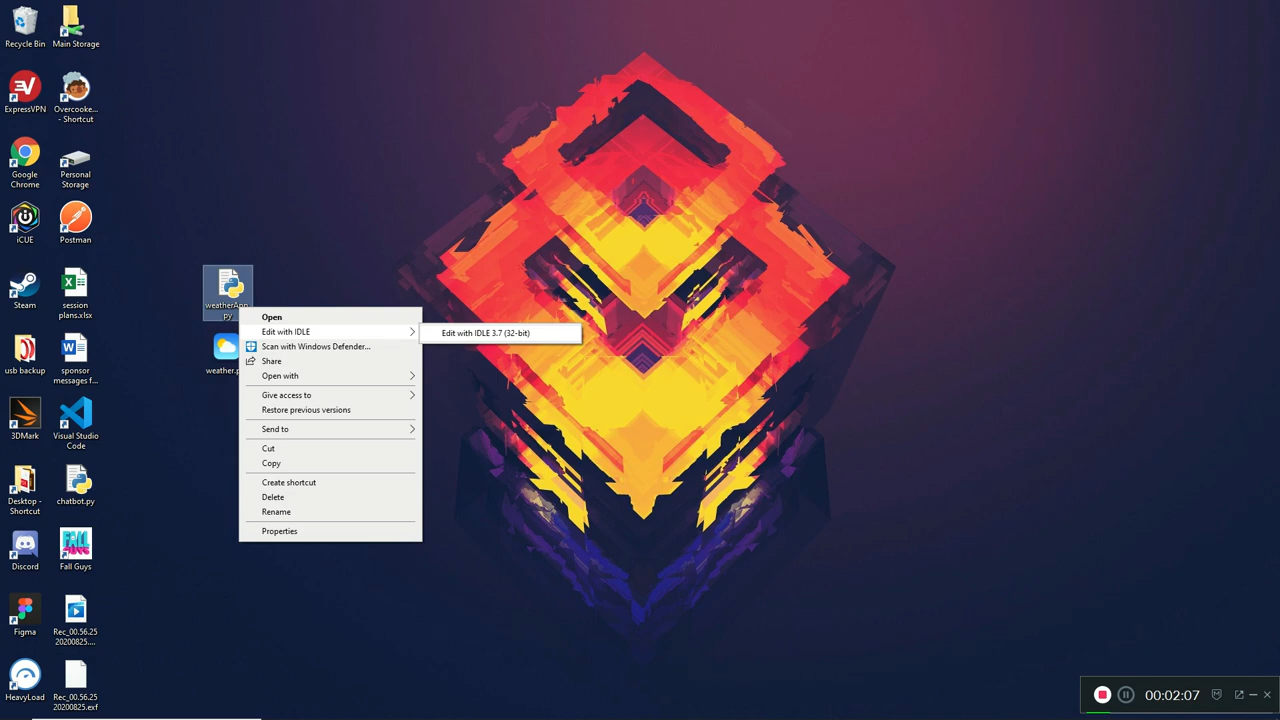 Recycle Bin
Main Storage
ExpressVPN
Overcooke...
- Shortcut
Google
Chrome
Personal
Storage
iCUE
Postman
Steam
session
plans.xlsx
usb backup
sponsor
messages f...
3DMark
Visual Studio
Code
Desktop -
Shortcut
chatbot.py
Discord
Fall Guys
Figma
Rec_00.56.25
20200825....
HeavyLoad
Rec_00.56.25
20200825.exf
weatherApp.
py
Open
Edit with IDLE
Edit with IDLE 3.7 (32-bit)
Scan with Windows Defender...
Share
Open with
Give access to
Restore previous versions
Send to
Cut
Copy
Create shortcut
Delete
Rename
Properties
00:02:07
FALL